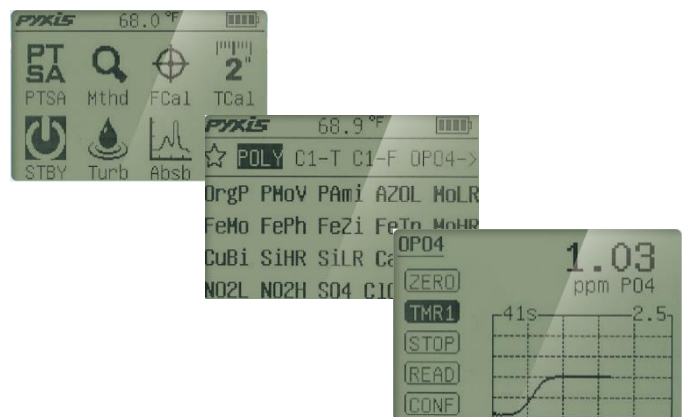 PYXIS 68.0 °F
PT
SA
2"
PTSA Mthd FCal TCal
STBY Turb Absb
PYXIS 68.9 °F
POLY C1-T C1-F OPO4->
OrgP PMoV PAmi AZOL MoLR
FeMo FePh FeZi FeTp MoHR
CuBi SiHR SiLR Ca
NO2L NO2H SO4 ClO
OPO4
1.03
ppm PO4
ZERO
TMR1
41s 2.5
STOP
READ
CONF